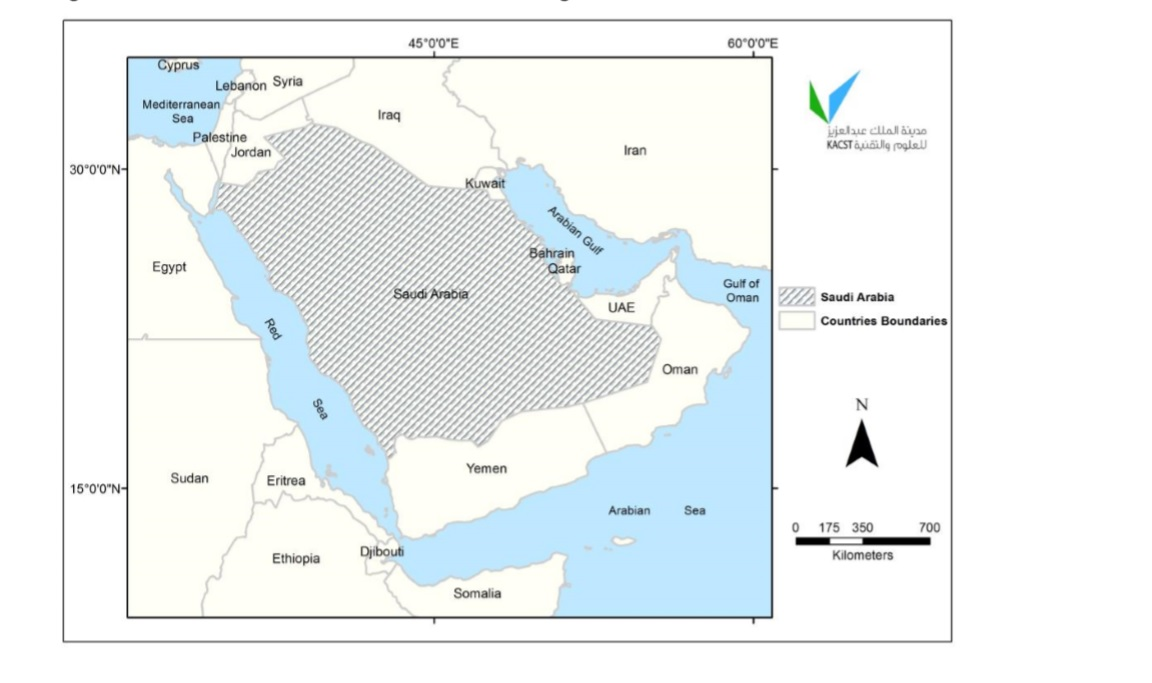 45°0'0"E
60°0'0"E
Cyprus
Lebanon
Syria
Mediterranean
Sea
Iraq
Palestine
Jordan
Iran
مدينة الملك عبدالعزيز
للعلوم والتقنية KACST
30°0'0"N
Kuwait
Arabian Gulf
Bahrain
Qatar
Egypt
Gulf of
Oman
Saudi Arabia
UAE
Saudi Arabia
Countries Boundaries
Red
Sea
Oman
N
Yemen
Sudan
Eritrea
15°0'0"N
Arabian Sea
0 175 350 700
Kilometers
Djibouti
Ethiopia
Somalia